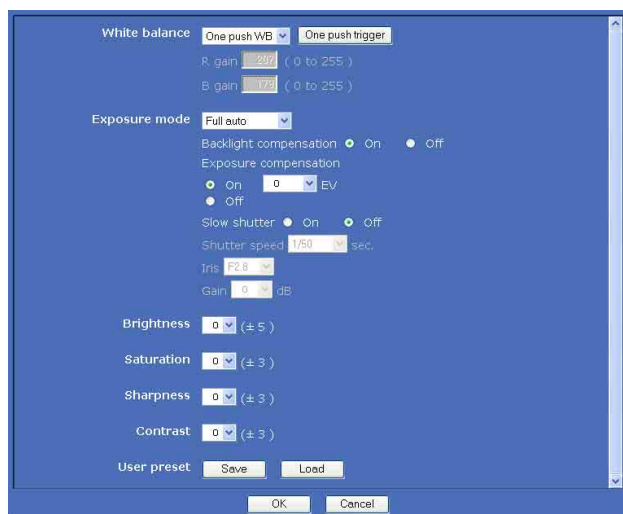 White balance One push WB One push trigger
R gain 207 ( 0 to 255 )
B gain 179 ( 0 to 255 )
Exposure mode Full auto
Backlight compensation On Off
Exposure compensation
On 0 EV
Off
Slow shutter On Off
Shutter speed 1/50 sec.
Iris F2.8
Gain 0 dB
Brightness 0 (± 5 )
Saturation 0 (± 3 )
Sharpness 0 (± 3 )
Contrast 0 (± 3 )
User preset Save Load
OK Cancel